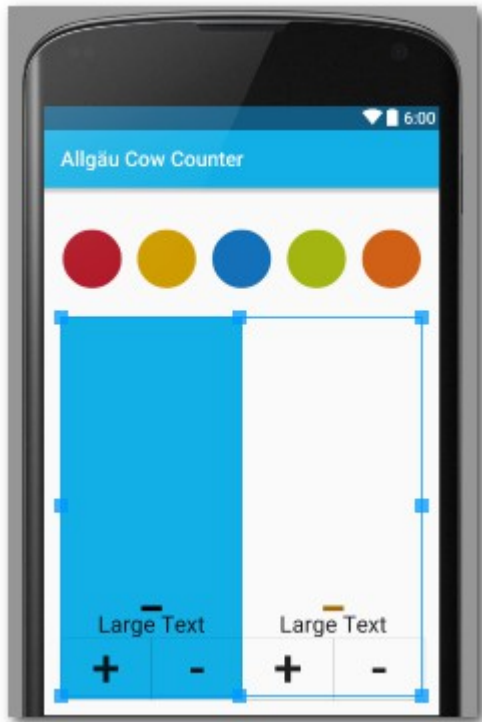 6:00
Allgäu Cow Counter
Large Text Large Text
+ - + -